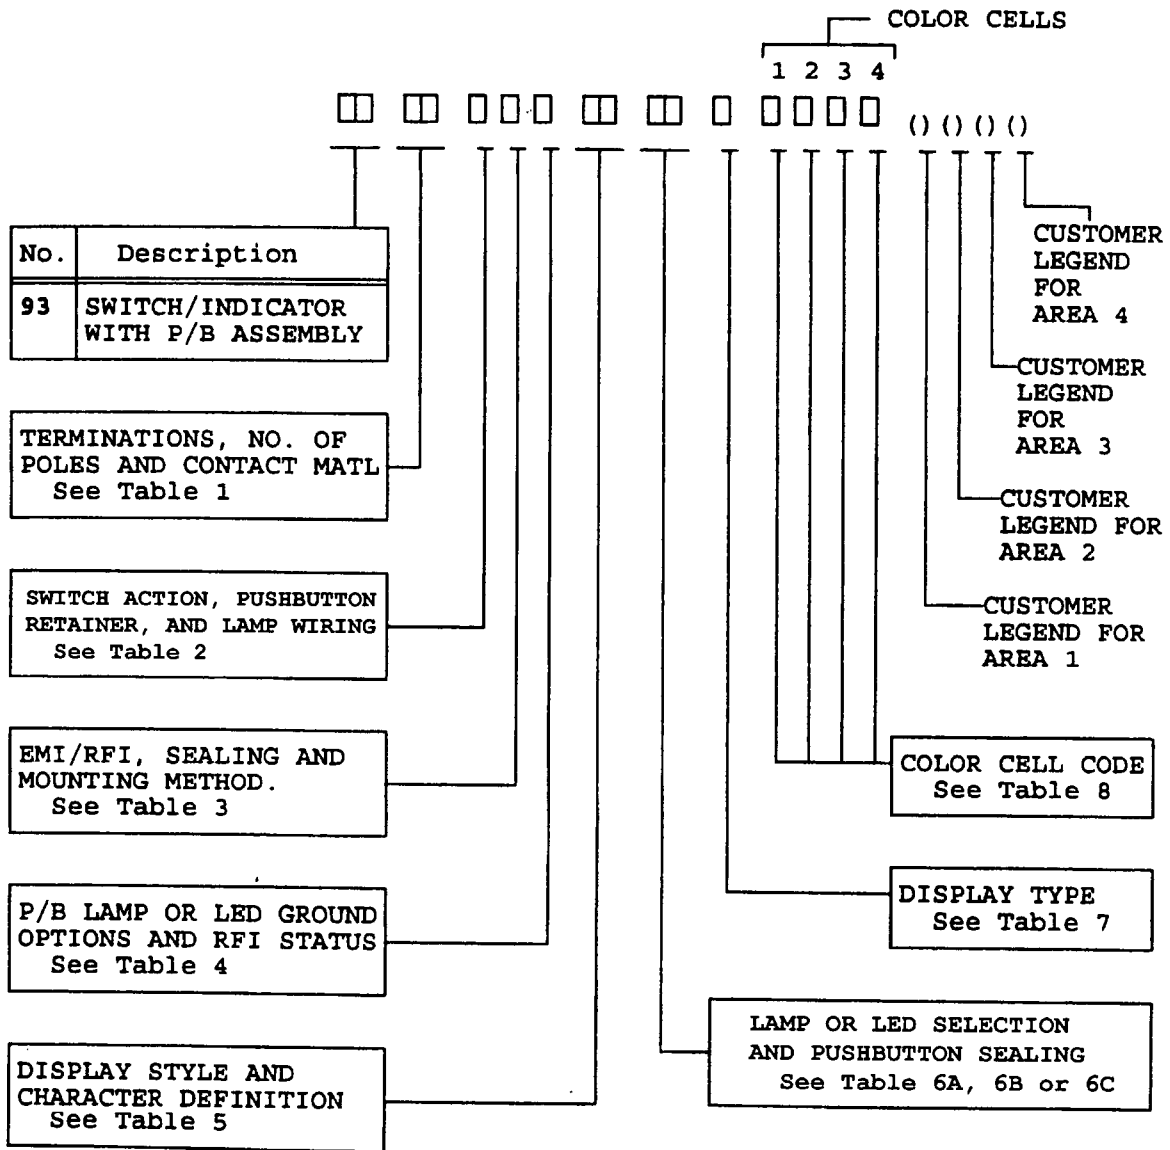 COLOR CELLS
1 2 3 4
() () () ()
No. Description
93 SWITCH/INDICATOR
WITH P/B ASSEMBLY
TERMINATIONS, NO. OF
POLES AND CONTACT MATL
See Table 1
SWITCH ACTION, PUSHBUTTON
RETAINER, AND LAMP WIRING
See Table 2
EMI/RFI, SEALING AND
MOUNTING METHOD.
See Table 3
P/B LAMP OR LED GROUND
OPTIONS AND RFI STATUS
See Table 4
DISPLAY STYLE AND
CHARACTER DEFINITION
See Table 5
CUSTOMER
LEGEND
FOR
AREA 4
CUSTOMER
LEGEND
FOR
AREA 3
CUSTOMER
LEGEND FOR
AREA 2
CUSTOMER
LEGEND FOR
AREA 1
COLOR CELL CODE
See Table 8
DISPLAY TYPE
See Table 7
LAMP OR LED SELECTION
AND PUSHBUTTON SEALING
See Table 6A, 6B or 6C